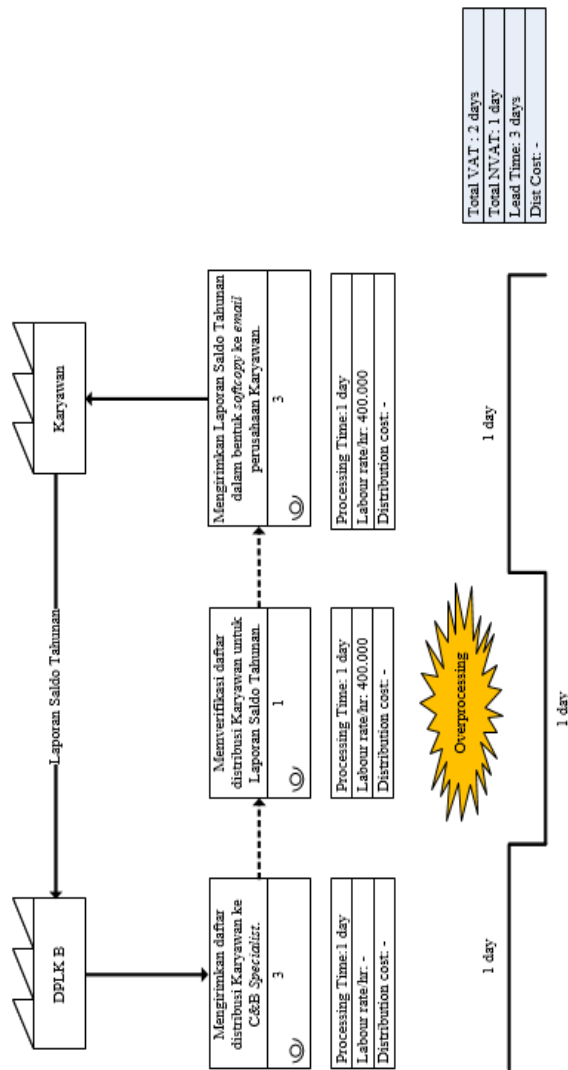 DPLK B
Laporan Saldo Tahunan
Karyawan
Mengirimkan daftar
distribusi Karyawan ke
C&B Specialist.
3
Memverifikasi daftar
distribusi Karyawan untuk
Laporan Saldo Tahunan.
1
Mengirimkan Laporan Saldo Tahunan
dalam bentuk softcopy ke email
perusahaan Karyawan.
3
Processing Time:1 day
Labour rate/hr: -
Distribution cost: -
Processing Time: 1 day
Labour rate/hr: 400.000
Distribution cost: -
Processing Time:1 day
Labour rate/hr: 400.000
Distribution cost: -
Overprocessing
1 day
1 day
1 day
Total VAT : 2 days
Total NVAT: 1 day
Lead Time: 3 days
Dist Cost: -